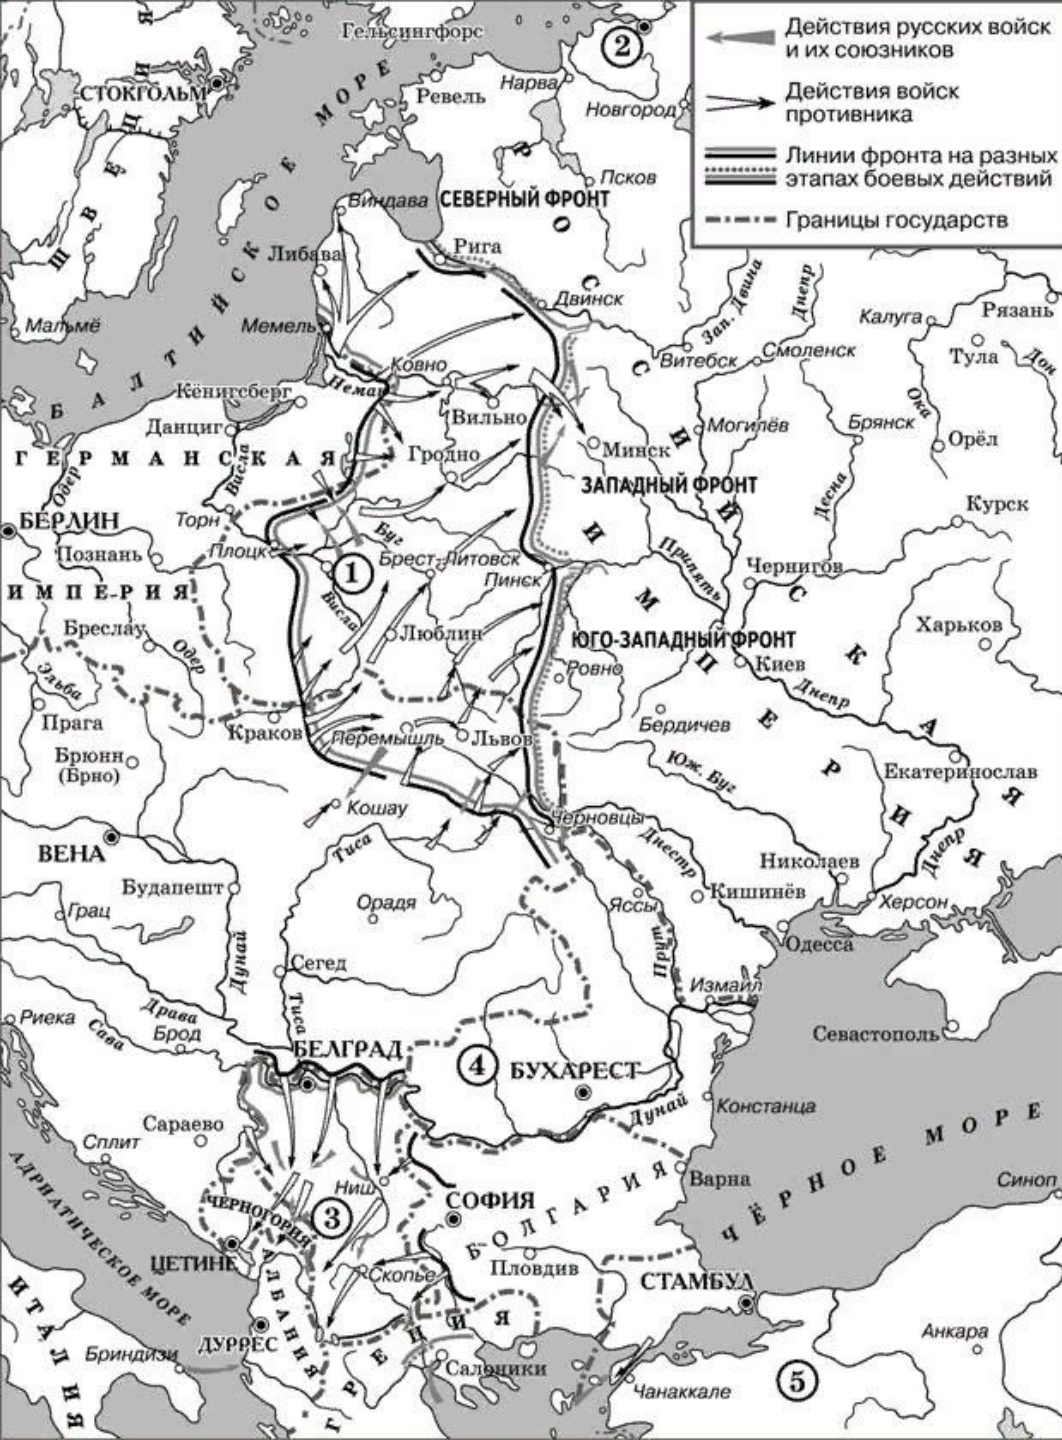 Действия русских войск
и их союзников
Действия войск
противника
Линии фронта на разных
этапах боевых действий
Границы государств
Гельсингфорс
2
СТОКГОЛЬМ
Ревель
Нарва
Новгород
ШВЕЦИЯ
БАЛТИЙСКОЕ МОРЕ
Псков
Виндава
СЕВЕРНЫЙ ФРОНТ
Рига
Либава
Двинск
Зап. Двина
Днепр
Калуга
Рязань
Мальмё
Мемель
Витебск
Смоленск
Тула
Дон
Ковно
Неман
Кёнигсберг
Вильно
Ока
Данциг
Могилёв
Брянск
Орёл
ГЕРМАНСКАЯ
Гродно
Минск
Висла
Одер
ЗАПАДНЫЙ ФРОНТ
Десна
РОССИЙСКАЯ
Курск
БЕРЛИН
Торн
Плоцк
Буг
Познань
Брест-Литовск
Пинск
Припять
Чернигов
1
ИМПЕРИЯ
Висла
Бреслау
Люблин
ЮГО-ЗАПАДНЫЙ ФРОНТ
ИМПЕРИЯ
Харьков
Одер
Эльба
Ровно
Киев
Днепр
Прага
Краков
Перемышль
Львов
Бердичев
Брюнн
(Брно)
Юж. Буг
Екатеринослав
Кошау
Черновцы
Тиса
Днестр
Днепр
ВЕНА
Николаев
Будапешт
Кишинёв
Херсон
Грац
Орадя
Яссы
Одесса
Дунай
Сегед
Прут
Измаил
Тиса
Риека
Драва
Сава
Брод
Севастополь
БЕЛГРАД
4
БУХАРЕСТ
Дунай
Констанца
Сараево
Сплит
ЧЁРНОЕ МОРЕ
Варна
Синоп
Ниш
АДРИАТИЧЕСКОЕ МОРЕ
ЧЕРНОГОРИЯ
3
СОФИЯ
БОЛГАРИЯ
ЦЕТИНЕ
Скопье
Пловдив
СТАМБУЛ
АЛБАНИЯ
ИТАЛИЯ
ДУРРЕС
ГРЕЦИЯ
Анкара
Бриндизи
Салоники
Чанаккале
5